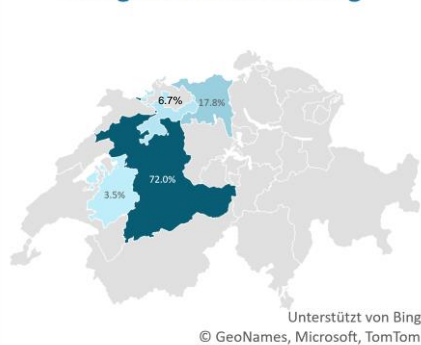 6.7%
17.8%
72.0%
3.5%
Unterstützt von Bing
© GeoNames, Microsoft, TomTom